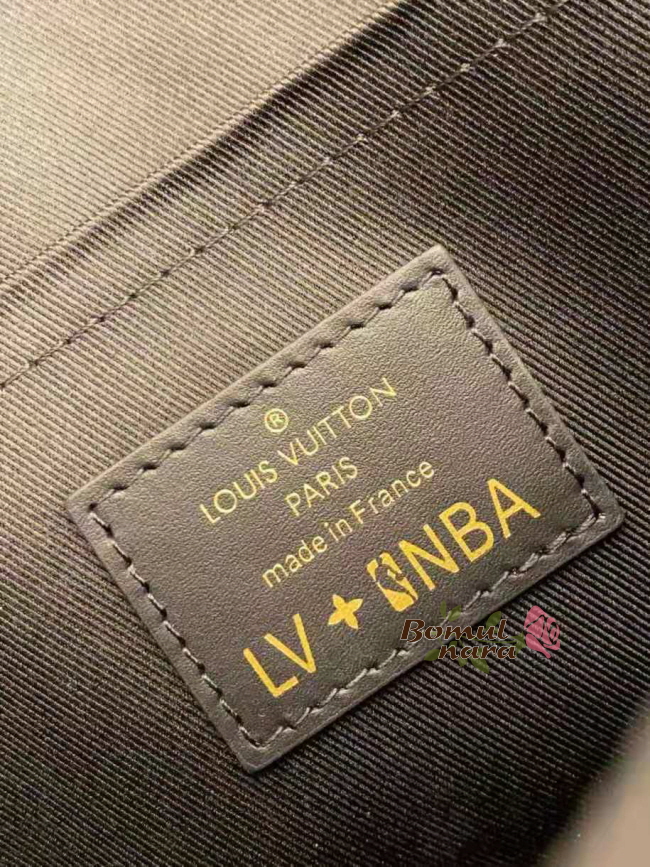 ®
LOUIS VUITTON
PARIS
made in France
LV NBA
Bomul
nara